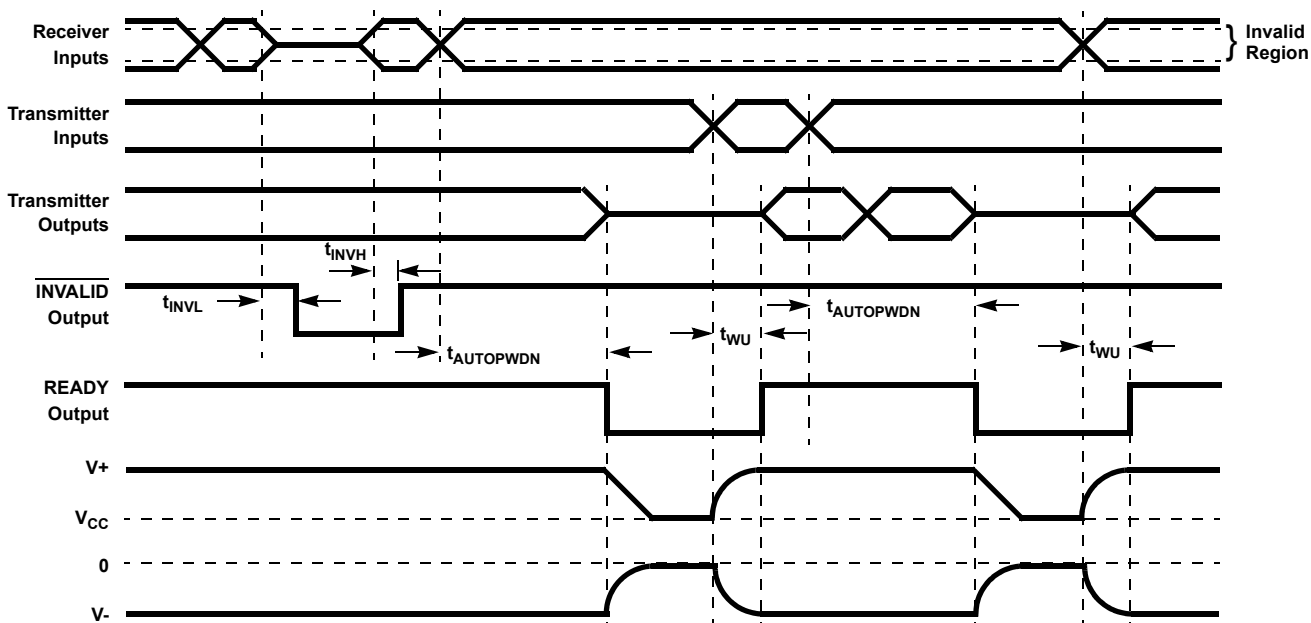 Receiver
Inputs
} Invalid
Region
Transmitter
Inputs
Transmitter
Outputs
tINVH
INVALID
Output
tINVL
tAUTOPWDN
tWU
tAUTOPWDN
tWU
READY
Output
V+
VCC
0
V-